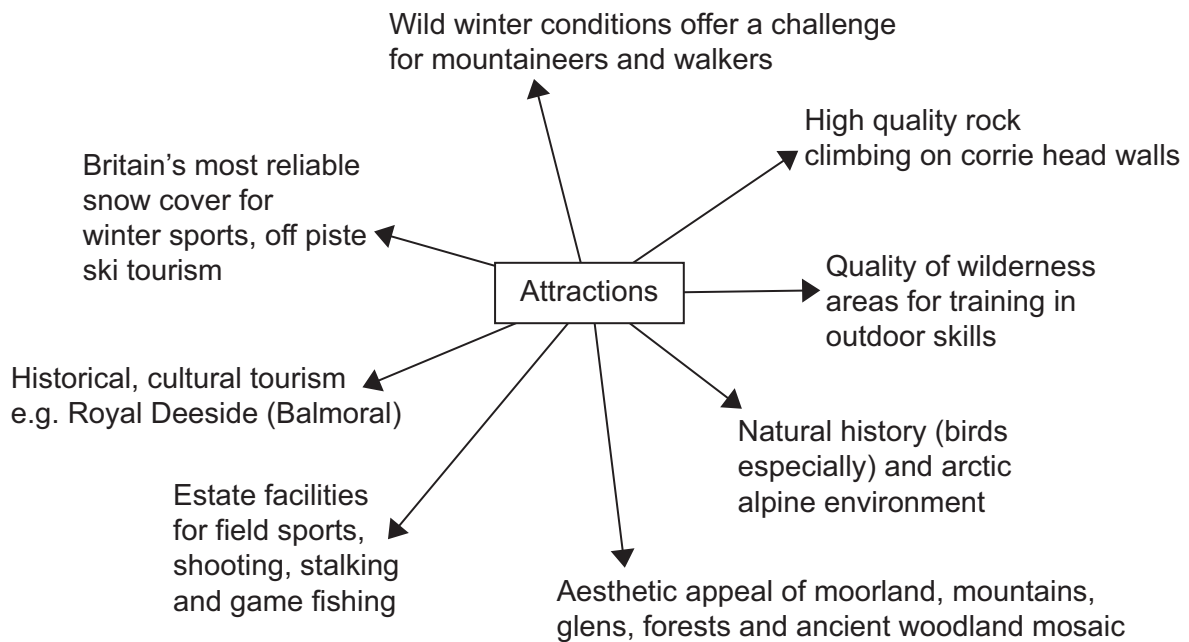 Wild winter conditions offer a challenge
for mountaineers and walkers
High quality rock
climbing on corrie head walls
Britain’s most reliable
snow cover for
winter sports, off piste
ski tourism
Attractions
Quality of wilderness
areas for training in
outdoor skills
Historical, cultural tourism
e.g. Royal Deeside (Balmoral)
Natural history (birds
especially) and arctic
alpine environment
Estate facilities
for field sports,
shooting, stalking
and game fishing
Aesthetic appeal of moorland, mountains,
glens, forests and ancient woodland mosaic